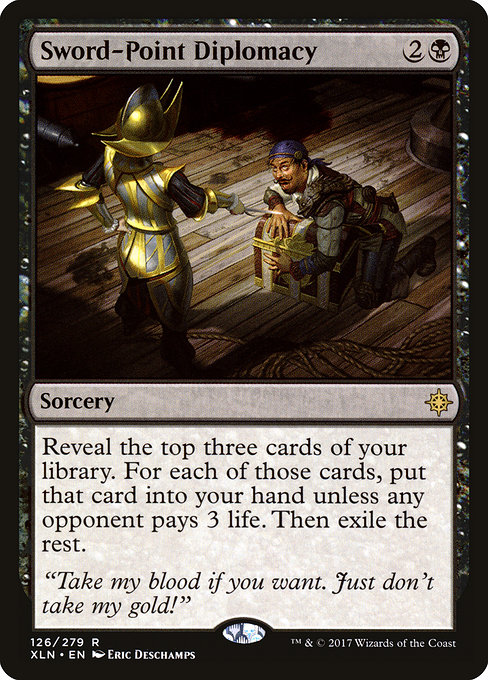 Sword-Point Diplomacy 2
Sorcery
Reveal the top three cards of your
library. For each of those cards, put
that card into your hand unless any
opponent pays 3 life. Then exile the
rest.
“Take my blood if you want. Just don’t
take my gold!”
126/279 R
XLN • EN Eric Deschamps
™ & © 2017 Wizards of the Coast